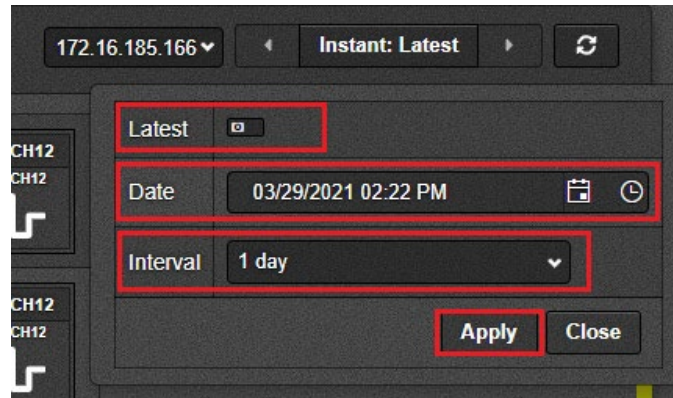 172.16.185.166 Instant: Latest
Latest
CH12
CH12
Date 03/29/2021 02:22 PM
Interval 1 day
CH12
CH12
Apply Close